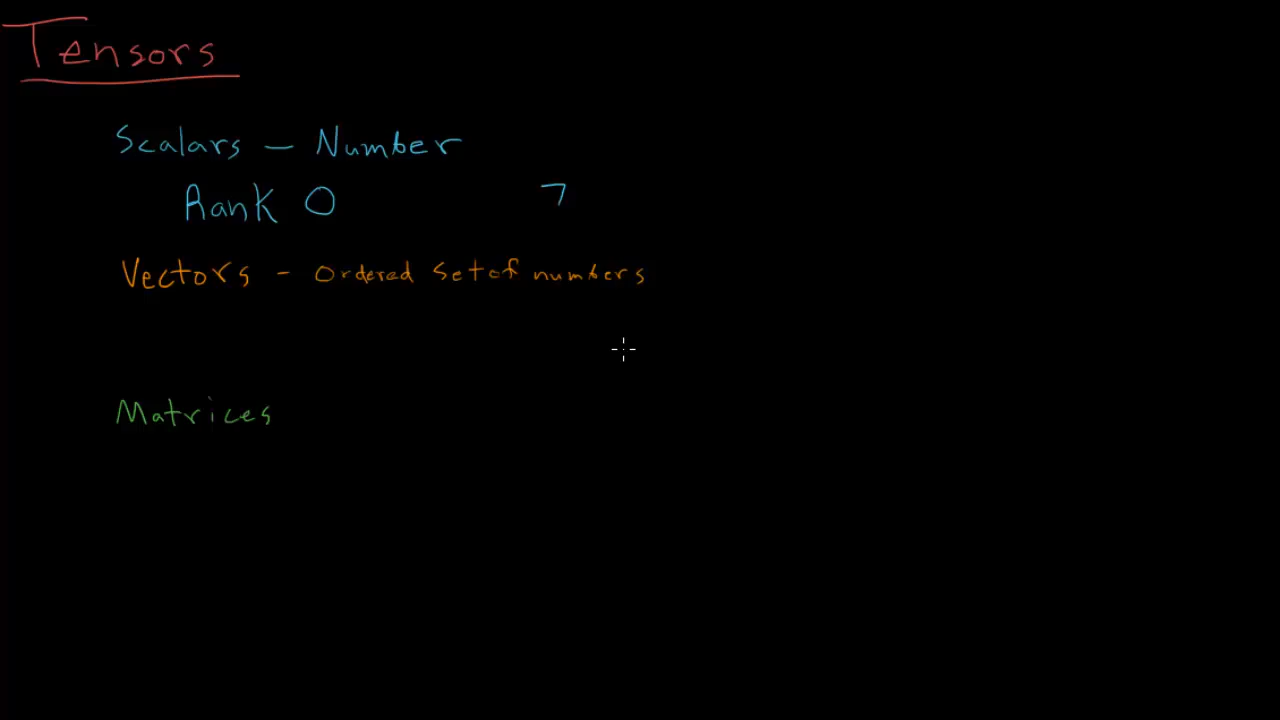 Tensors
Scalars - Number
Rank 0 7
Vectors - Ordered set of numbers
Matrices